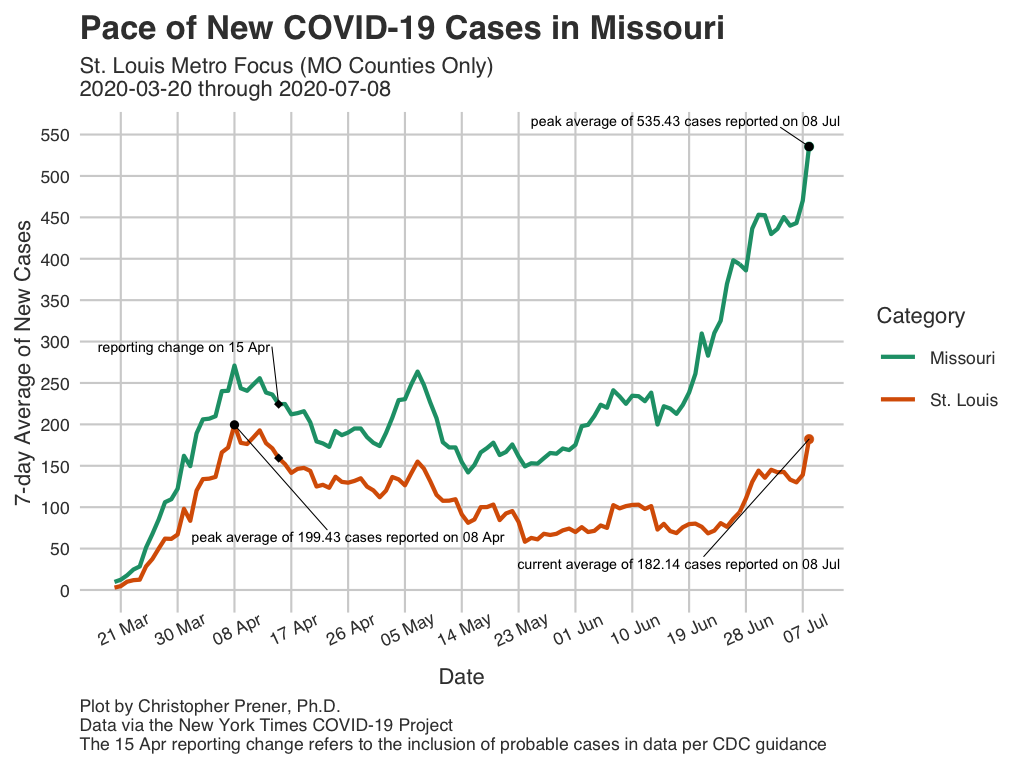 Pace of New COVID-19 Cases in Missouri
St. Louis Metro Focus (MO Counties Only)
2020-03-20 through 2020-07-08
peak average of 535.43 cases reported on 08 Jul
550
500
450
400
350
300
250
200
150
100
50
0
7-day Average of New Cases
reporting change on 15 Apr
peak average of 199.43 cases reported on 08 Apr
current average of 182.14 cases reported on 08 Jul
21 Mar
30 Mar
08 Apr
17 Apr
26 Apr
05 May
14 May
23 May
01 Jun
10 Jun
19 Jun
28 Jun
07 Jul
Date
Category
Missouri
St. Louis
Plot by Christopher Prener, Ph.D.
Data via the New York Times COVID-19 Project
The 15 Apr reporting change refers to the inclusion of probable cases in data per CDC guidance